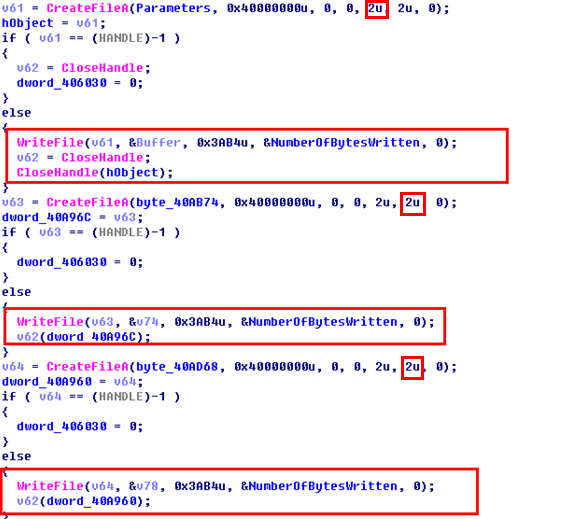 v61 = CreateFileA(Parameters, 0x40000000u, 0, 0, 2u, 2u, 0);
hObject = v61;
if ( v61 == (HANDLE)-1 )
{
v62 = CloseHandle;
dword_406030 = 0;
}
else
{
WriteFile(v61, &Buffer, 0x3AB4u, &NumberOfBytesWritten, 0);
v62 = CloseHandle;
CloseHandle(hObject);
}
v63 = CreateFileA(byte_40AB74, 0x40000000u, 0, 0, 2u, 2u, 0);
dword_40A96C = v63;
if ( v63 == (HANDLE)-1 )
{
dword_406030 = 0;
}
else
{
WriteFile(v63, &v74, 0x3AB4u, &NumberOfBytesWritten, 0);
v62(dword_40A96C);
}
v64 = CreateFileA(byte_40AD68, 0x40000000u, 0, 0, 2u, 2u, 0);
dword_40A960 = v64;
if ( v64 == (HANDLE)-1 )
{
dword_406030 = 0;
}
else
{
WriteFile(v64, &v78, 0x3AB4u, &NumberOfBytesWritten, 0);
v62(dword_40A960);
}